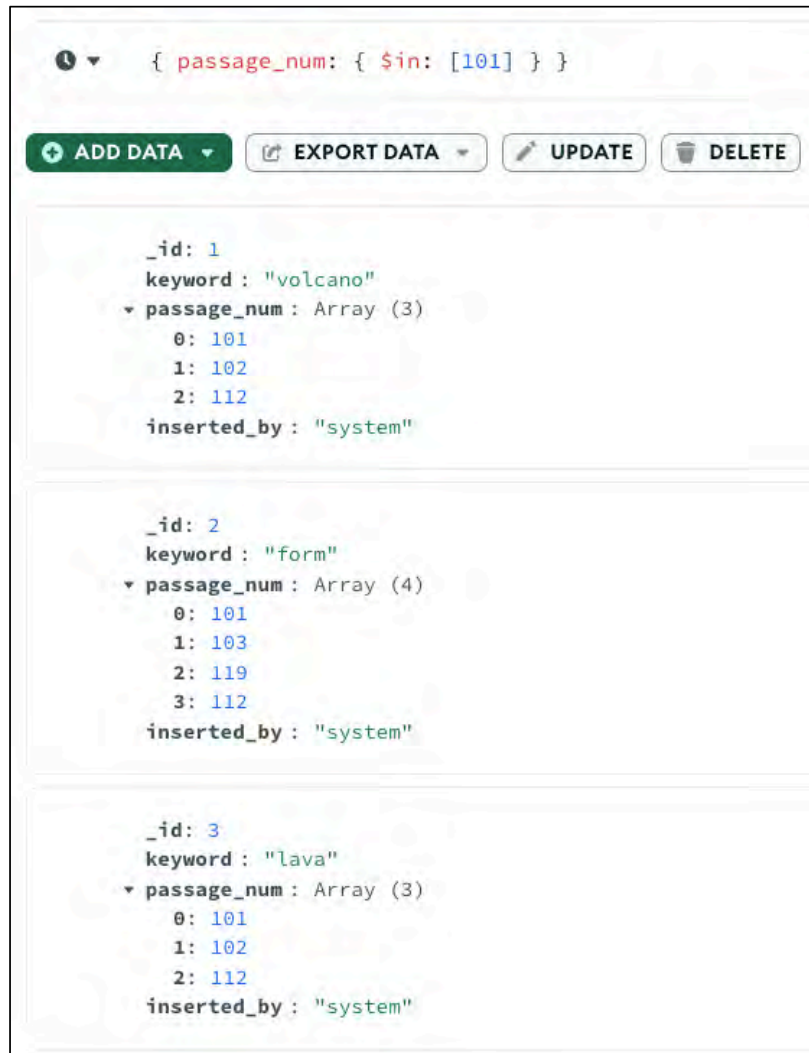 { passage_num: { $in: [101] } }
ADD DATA EXPORT DATA UPDATE DELETE
_id: 1
keyword : "volcano"
passage_num : Array (3)
0: 101
1: 102
2: 112
inserted_by : "system"
_id: 2
keyword : "form"
passage_num : Array (4)
0: 101
1: 103
2: 119
3: 112
inserted_by : "system"
_id: 3
keyword : "lava"
passage_num : Array (3)
0: 101
1: 102
2: 112
inserted_by : "system"